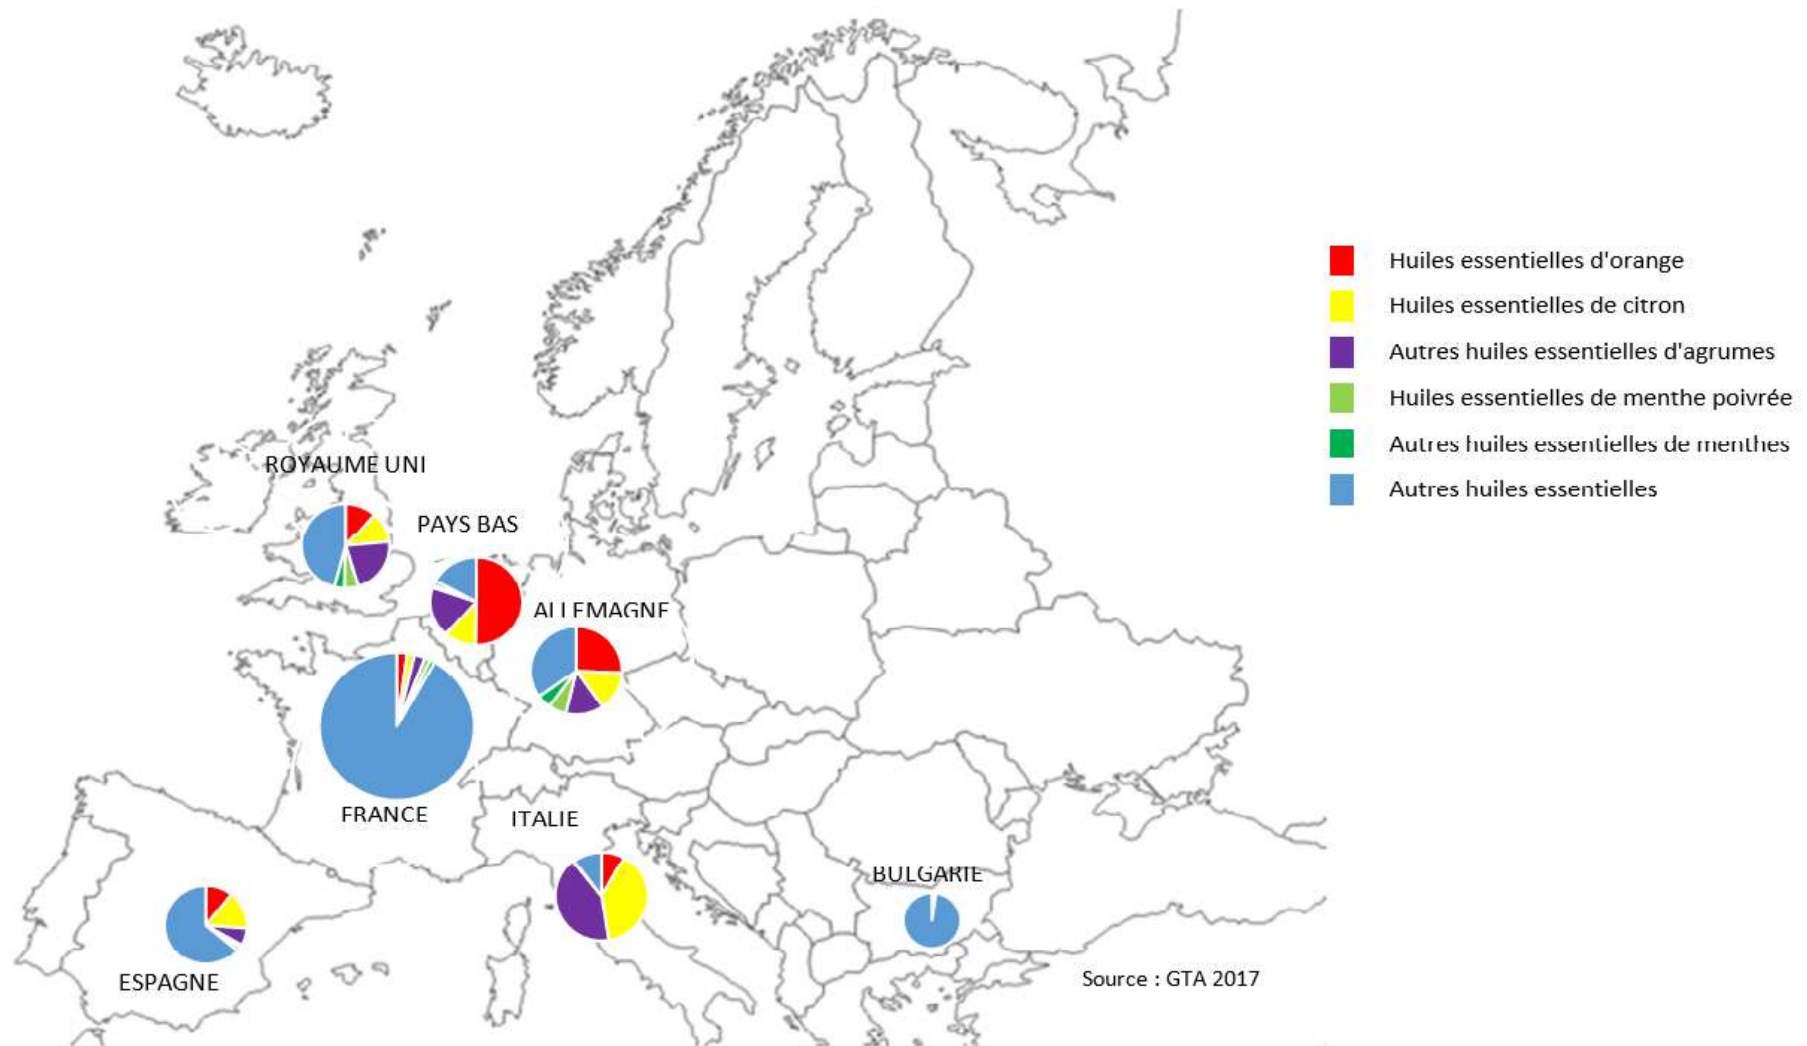 ROYAUME UNI
PAYS BAS
ALLEMAGNE
FRANCE
ITALIE
BULGARIE
ESPAGNE
Huiles essentielles d'orange
Huiles essentielles de citron
Autres huiles essentielles d'agrumes
Huiles essentielles de menthe poivrée
Autres huiles essentielles de menthes
Autres huiles essentielles
Source : GTA 2017